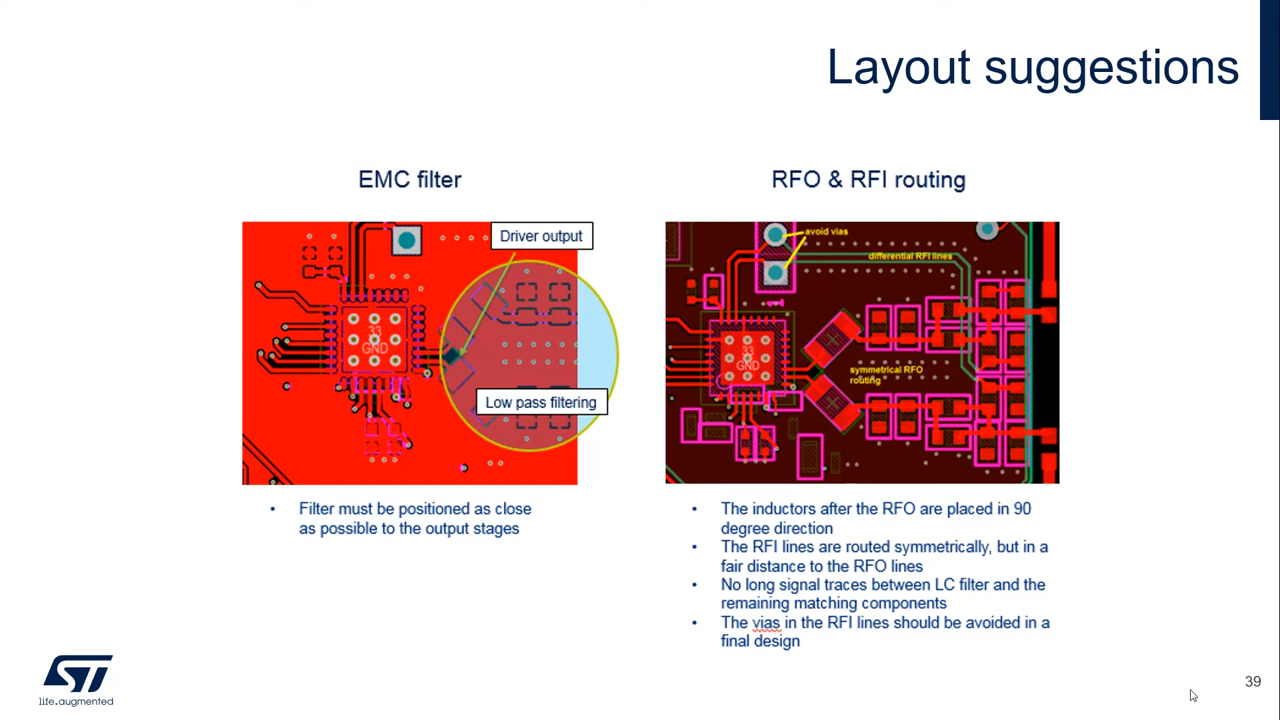 Layout suggestions
EMC filter
Driver output
33
GND
Low pass filtering
• Filter must be positioned as close
as possible to the output stages
RFO & RFI routing
avoid vias
differential RFI lines
33
GND
symmetrical RFO
routing
• The inductors after the RFO are placed in 90
degree direction
• The RFI lines are routed symmetrically, but in a
fair distance to the RFO lines
• No long signal traces between LC filter and the
remaining matching components
• The vias in the RFI lines should be avoided in a
final design
ST
life.augmented
39